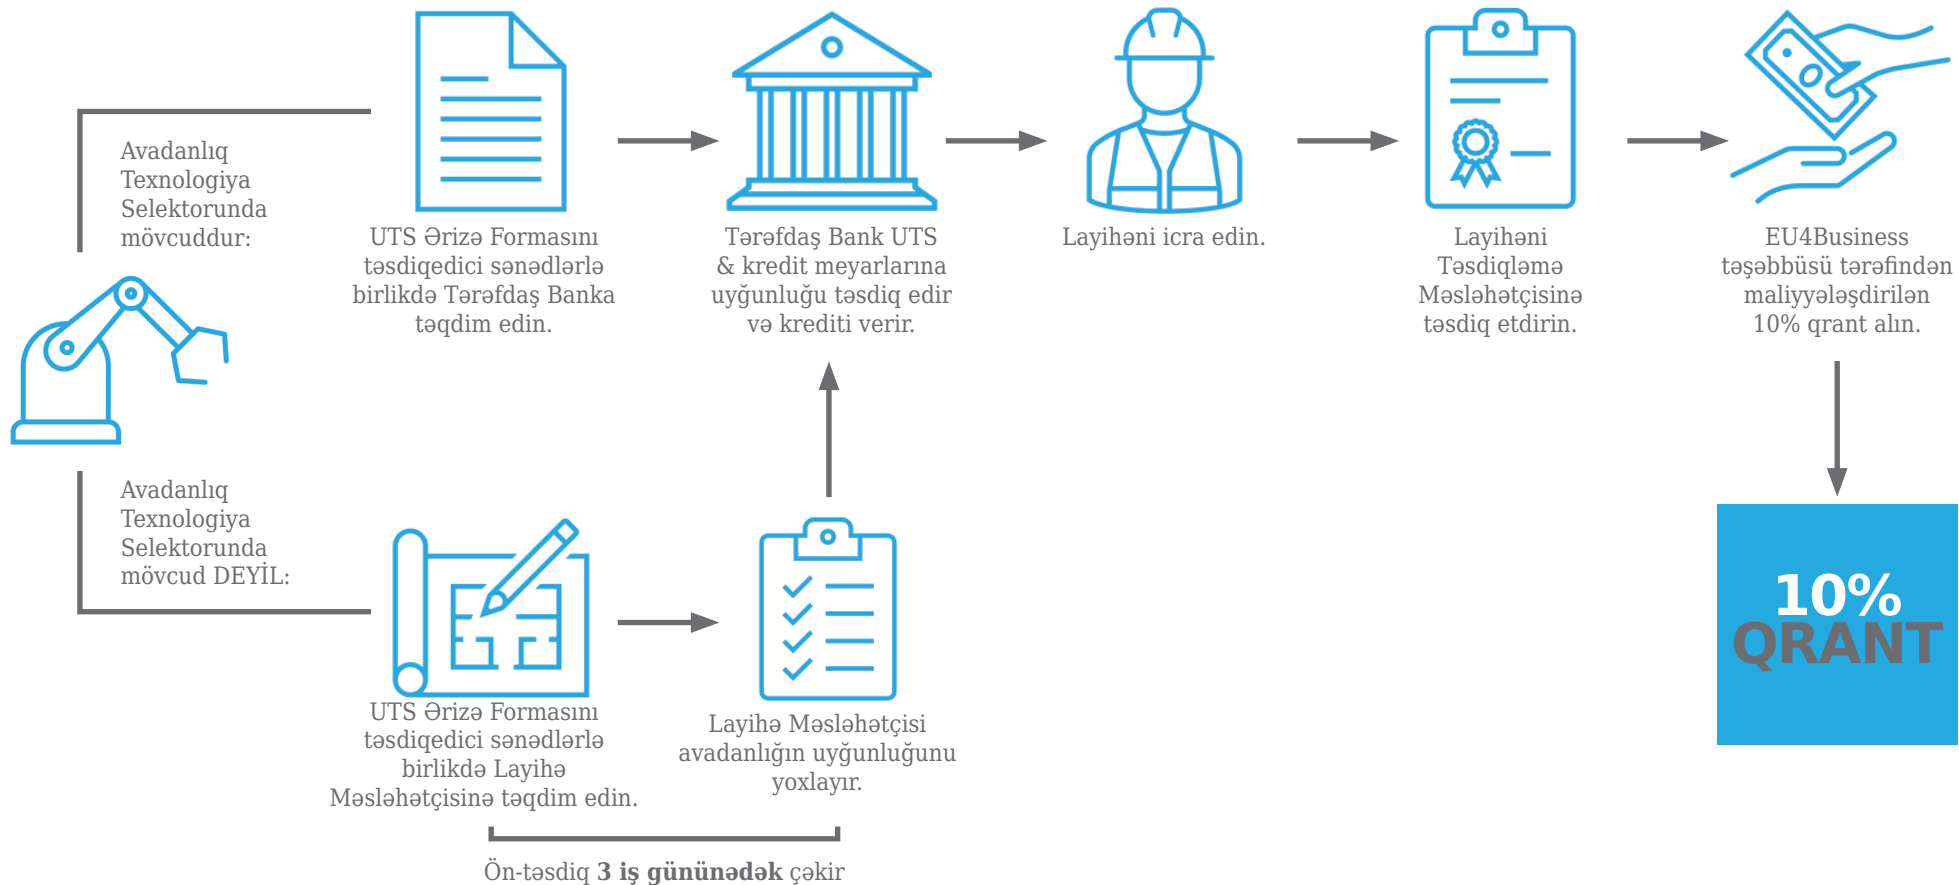 Avadanlıq
Texnologiya
Selektorunda
mövcuddur:
UTS Ərizə Formasını
təsdiqedici sənədlərlə
birlikdə Tərəfdaş Banka
təqdim edin.
Tərəfdaş Bank UTS
& kredit meyarlarına
uyğunluğu təsdiq edir
və krediti verir.
Layihəni icra edin.
Layihəni
Təsdiqləmə
Məsləhətçisinə
təsdiq etdirin.
EU4Business
təşəbbüsü tərəfindən
maliyyələşdirilən
10% qrant alın.
Avadanlıq
Texnologiya
Selektorunda
mövcud DEYİL:
UTS Ərizə Formasını
təsdiqedici sənədlərlə
birlikdə Layihə
Məsləhətçisinə təqdim edin.
Layihə Məsləhətçisi
avadanlığın uyğunluğunu
yoxlayır.
10%
QRANT
Ön-təsdiq 3 iş gününədək çəkir